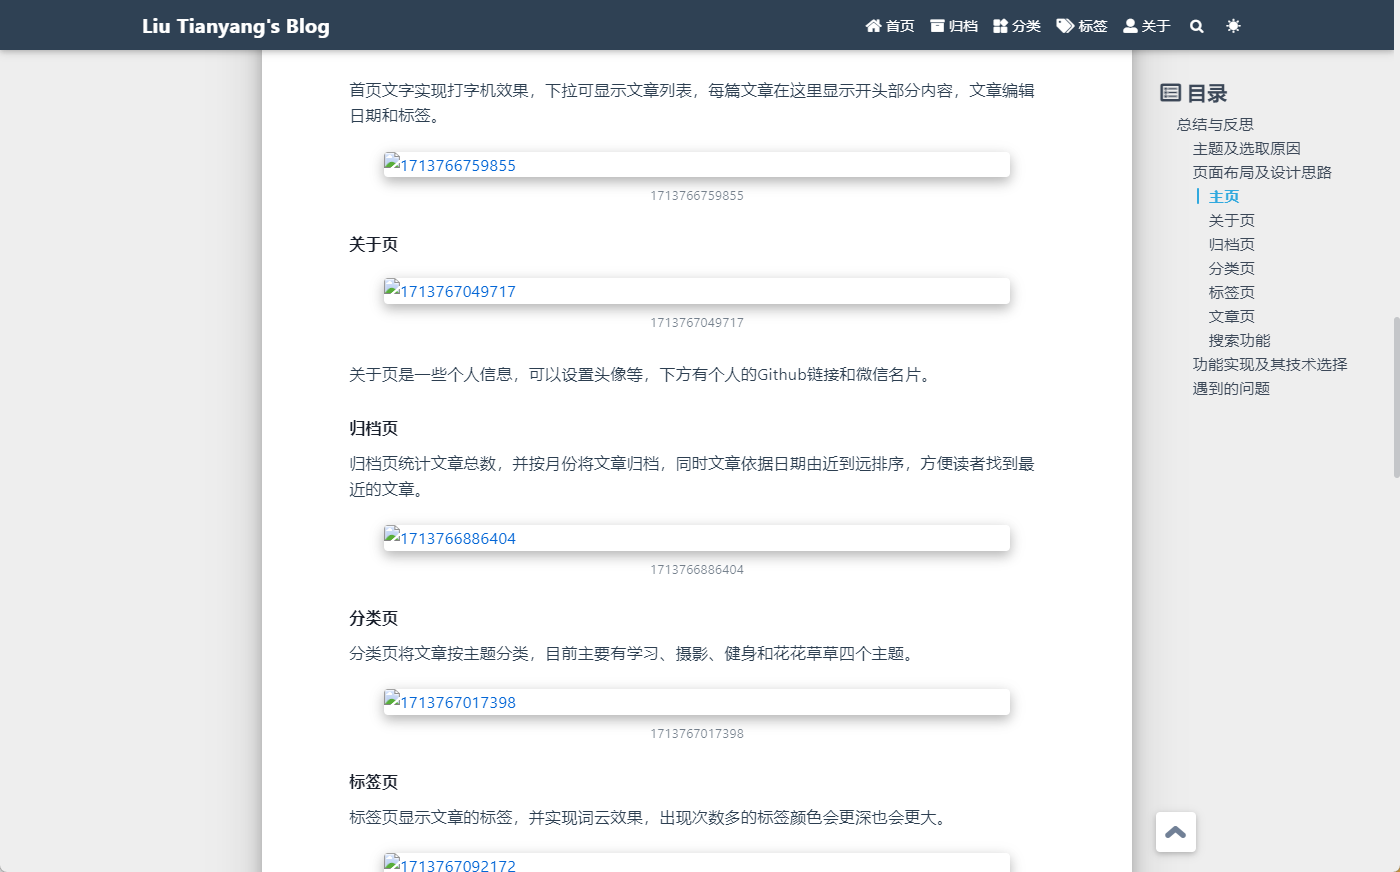 Liu Tianyang's Blog
首页 归档 分类 标签 关于
首页文字实现打字机效果，下拉可显示文章列表，每篇文章在这里显示开头部分内容，文章编辑
日期和标签。
1713766759855
1713766759855
关于页
1713767049717
1713767049717
关于页是一些个人信息，可以设置头像等，下方有个人的Github链接和微信名片。
归档页
归档页统计文章总数，并按月份将文章归档，同时文章依据日期由近到远排序，方便读者找到最
近的文章。
1713766886404
1713766886404
分类页
分类页将文章按主题分类，目前主要有学习、摄影、健身和花花草草四个主题。
1713767017398
1713767017398
标签页
标签页显示文章的标签，并实现词云效果，出现次数多的标签颜色会更深也会更大。
1713767092172
目录
总结与反思
主题及选取原因
页面布局及设计思路
主页
关于页
归档页
分类页
标签页
文章页
搜索功能
功能实现及其技术选择
遇到的问题